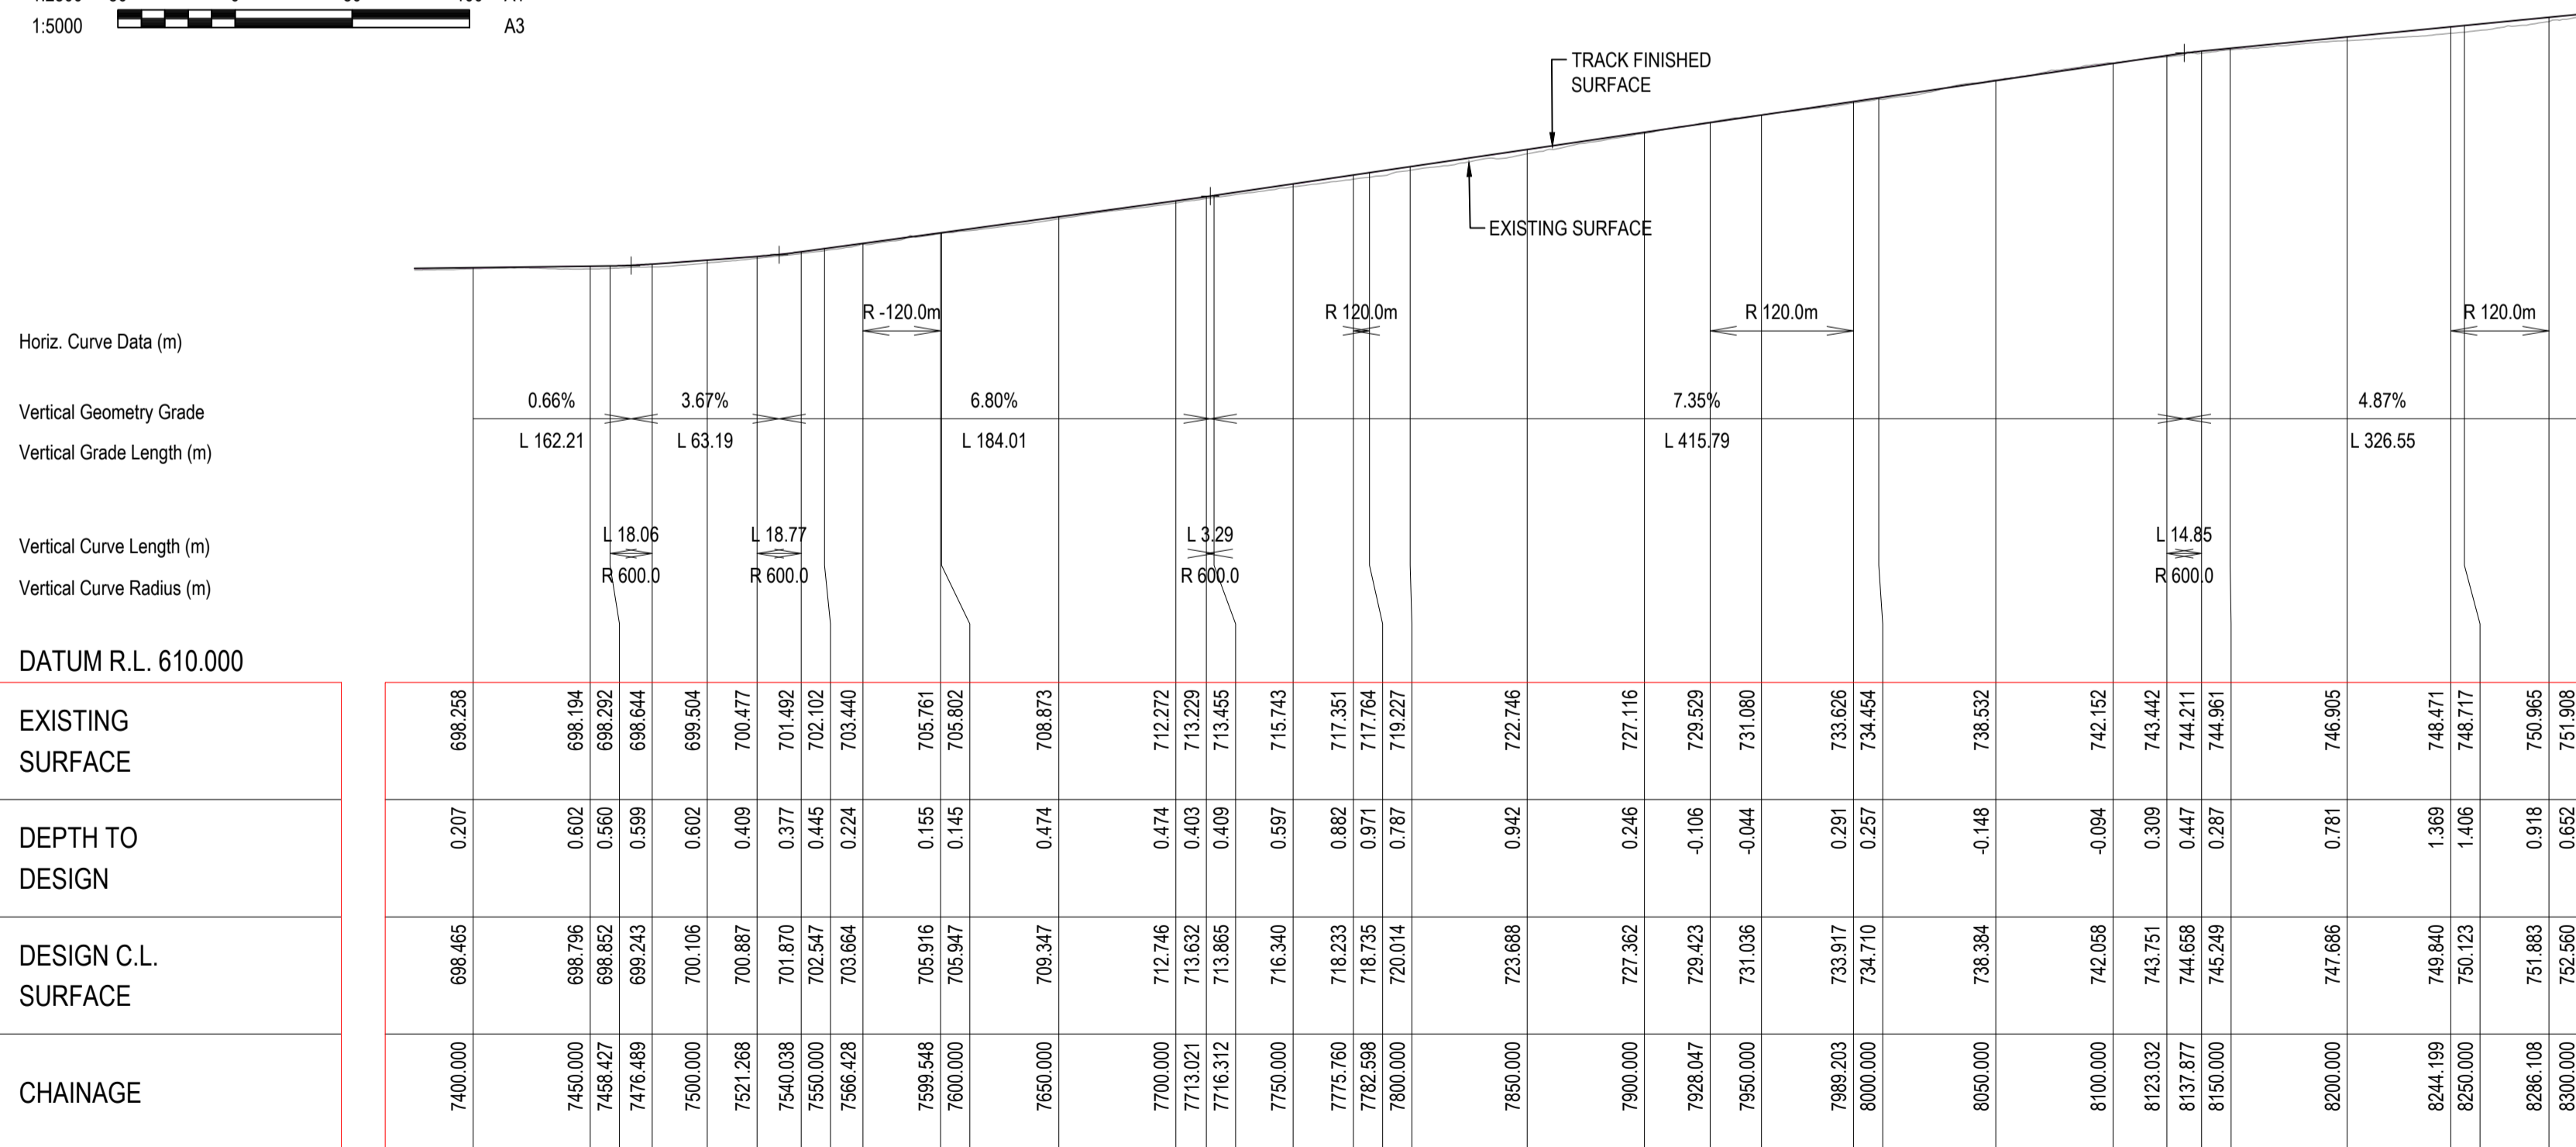 1:5000 A3
TRACK FINISHED
SURFACE
EXISTING SURFACE
Horiz. Curve Data (m)
R -120.0m R 120.0m R 120.0m R 120.0m
Vertical Geometry Grade
0.66% 3.67% 6.80% 7.35% 4.87%
Vertical Grade Length (m)
L 162.21 L 63.19 L 184.01 L 415.79 L 326.55
Vertical Curve Length (m)
L 18.06 L 18.77 L 3.29 L 14.85
Vertical Curve Radius (m)
R 600.0 R 600.0 R 600.0 R 600.0
DATUM R.L. 610.000
EXISTING
SURFACE
698.258 698.194 698.292 698.644 699.504 700.477 701.492 702.102 703.440 705.761 705.802 708.873 712.272 713.229 713.455 715.743 717.351 717.764 719.227 722.746 727.116 729.529 731.080 733.626 734.454 738.532 742.152 743.442 744.211 744.961 746.905 748.471 748.717 750.965 751.908
DEPTH TO
DESIGN
0.207 0.602 0.560 0.599 0.602 0.409 0.377 0.445 0.224 0.155 0.145 0.474 0.474 0.403 0.409 0.597 0.882 0.971 0.787 0.942 0.246 -0.106 -0.044 0.291 0.257 -0.148 -0.094 0.309 0.447 0.287 0.781 1.369 1.406 0.918 0.652
DESIGN C.L.
SURFACE
698.465 698.796 698.852 699.243 700.106 700.887 701.870 702.547 703.664 705.916 705.947 709.347 712.746 713.632 713.865 716.340 718.233 718.735 720.014 723.688 727.362 729.423 731.036 733.917 734.710 738.384 742.058 743.751 744.658 745.249 747.686 749.840 750.123 751.883 752.560
CHAINAGE
7400.000 7450.000 7458.427 7476.489 7500.000 7521.268 7540.038 7550.000 7566.428 7599.548 7600.000 7650.000 7700.000 7713.021 7716.312 7750.000 7775.760 7782.598 7800.000 7850.000 7900.000 7928.047 7950.000 7989.203 8000.000 8050.000 8100.000 8123.032 8137.877 8150.000 8200.000 8244.199 8250.000 8286.108 8300.000